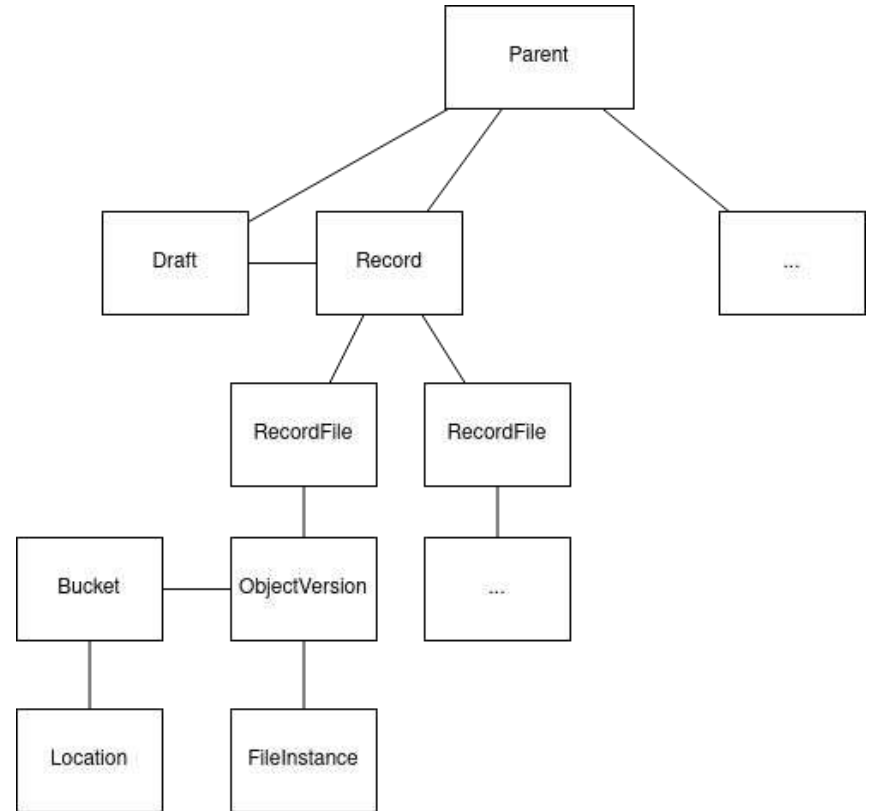 Parent
Draft
Record
...
RecordFile
RecordFile
Bucket
ObjectVersion
...
Location
FileInstance